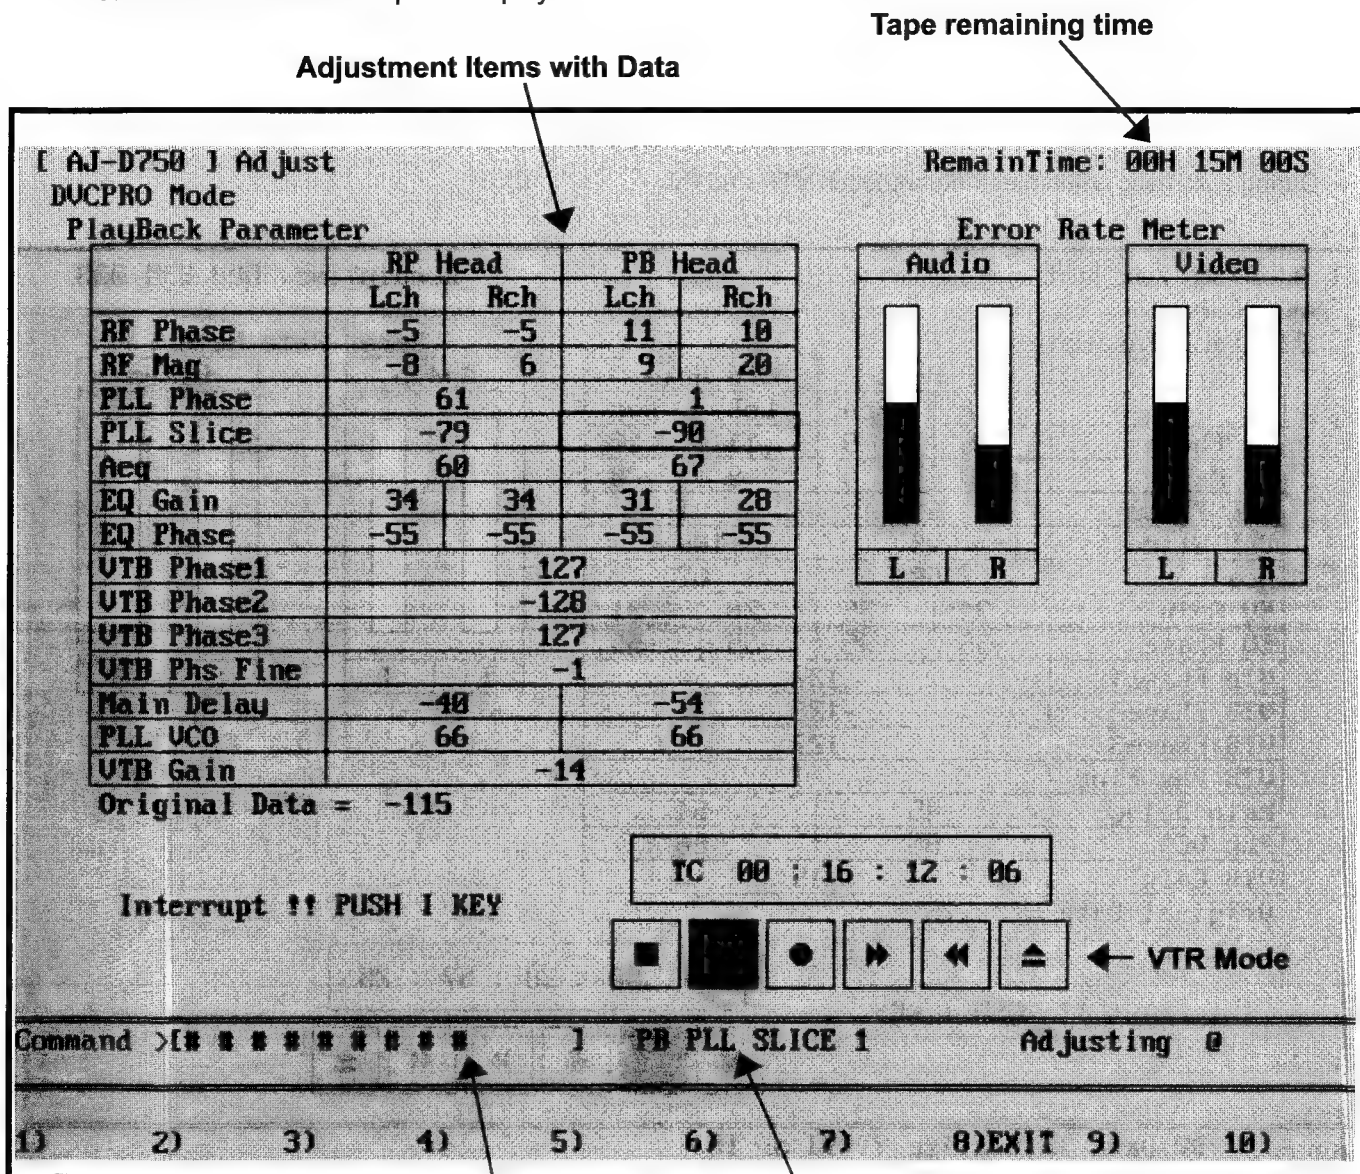 Tape remaining time
Adjustment Items with Data
[ AJ-D750 ] Adjust
RemainTime: 00H 15M 00S
DVCPRO Mode
PlayBack Parameter
Error Rate Meter
RP Head PB Head
Audio Video
Lch Rch Lch Rch
RF Phase -5 -5 11 10
RF Mag -8 6 9 20
PLL Phase 61 1
PLL Slice -79 -90
Aeq 60 67
EQ Gain 34 34 31 28
EQ Phase -55 -55 -55 -55
VTB Phase1 127
L R L R
VTB Phase2 -128
VTB Phase3 127
VTB Phs Fine -1
Main Delay -40 -54
PLL VCO 66 66
VTB Gain -14
Original Data = -115
TC 00 : 16 : 12 : 06
Interrupt !! PUSH I KEY
VTR Mode
Command >[# # # # # # # # # ] PB PLL SLICE 1 Adjusting 0
1) 2) 3) 4) 5) 6) 7) 8)EXIT 9) 10)